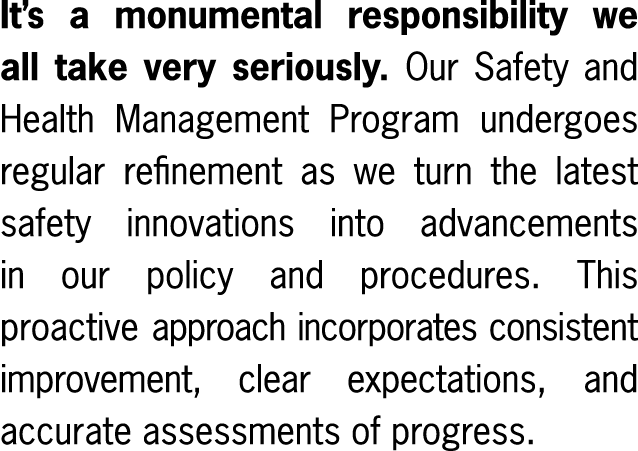 It’s a monumental responsibility we
all take very seriously. Our Safety and
Health Management Program undergoes
regular refinement as we turn the latest
safety innovations into advancements
in our policy and procedures. This
proactive approach incorporates consistent
improvement, clear expectations, and
accurate assessments of progress.